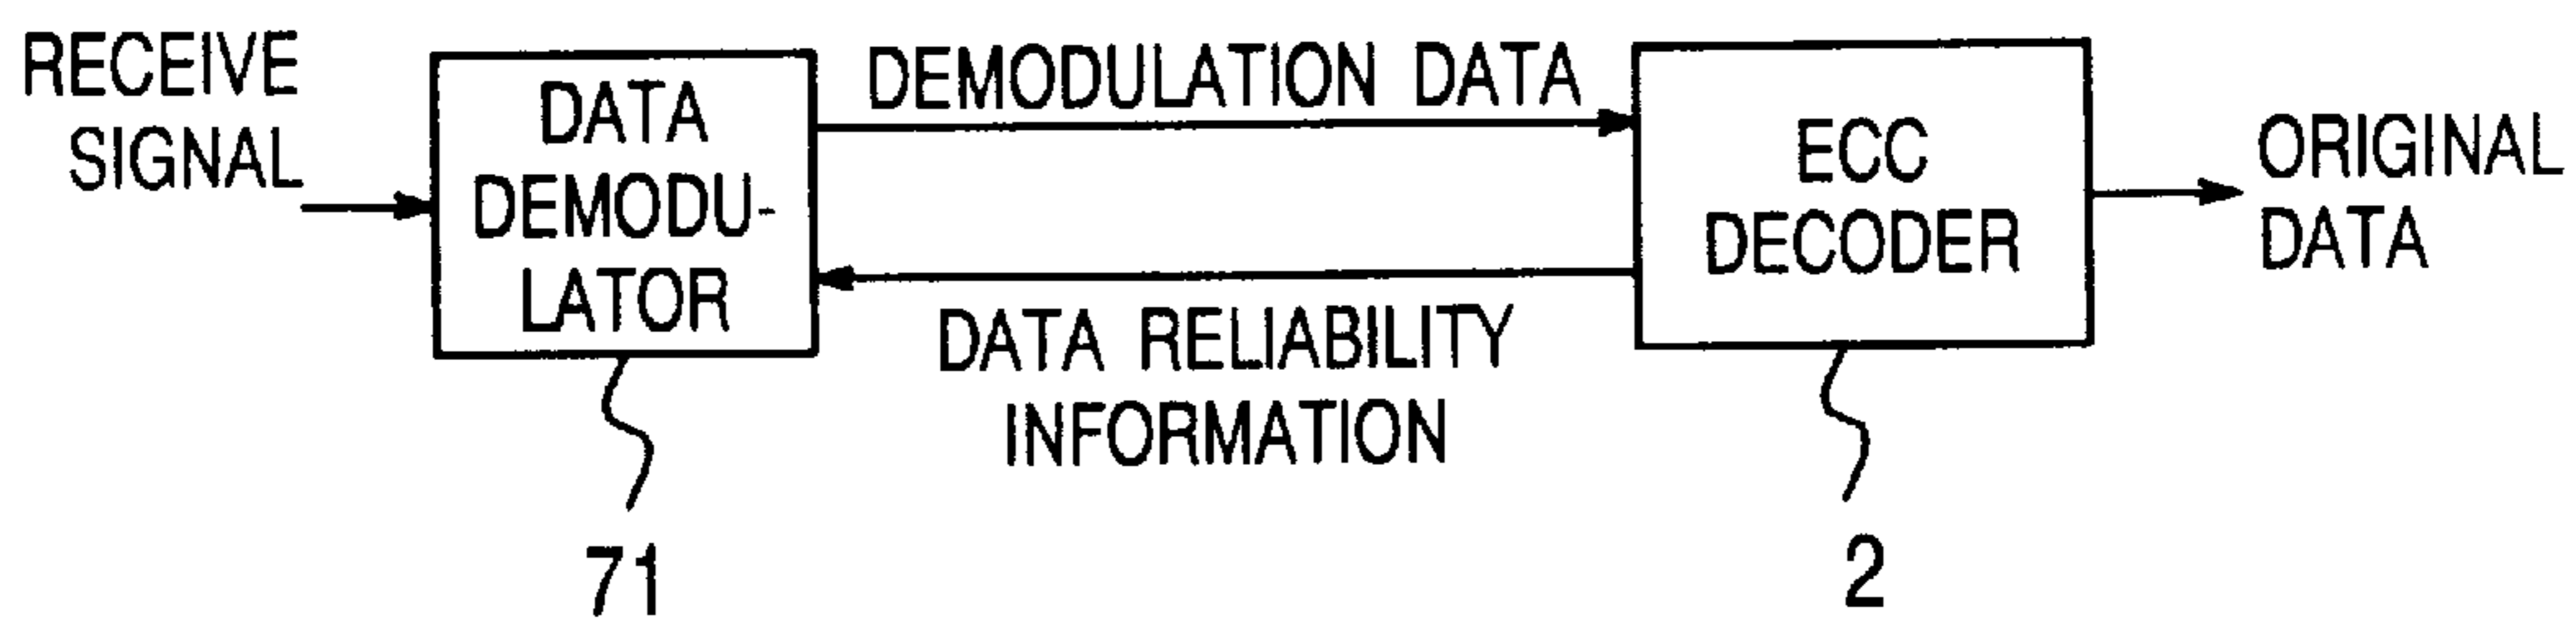 RECEIVE
SIGNAL
DATA
DEMODU-
LATOR
71
DEMODULATION DATA
DATA RELIABILITY
INFORMATION
ECC
DECODER
2
ORIGINAL
DATA